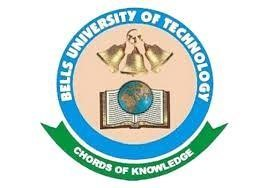 BELLS UNIVERSITY OF TECHNOLOGY
CHORDS OF KNOWLEDGE